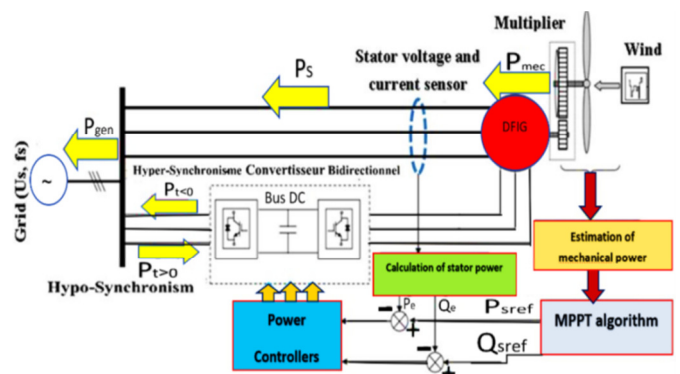 Multiplier
Wind
Stator voltage and
current sensor
Pmec
Ps
DFIG
Pgen
Grid (Us, fs)
~
Hyper-Synchronisme Convertisseur Bidirectionnel
Pt<0
Bus DC
Pt>0
Hypo-Synchronism
Calculation of stator power
Estimation of
mechanical power
Pe
Qe
Psref
Qsref
MPPT algorithm
Power
Controllers
-
+
-
+